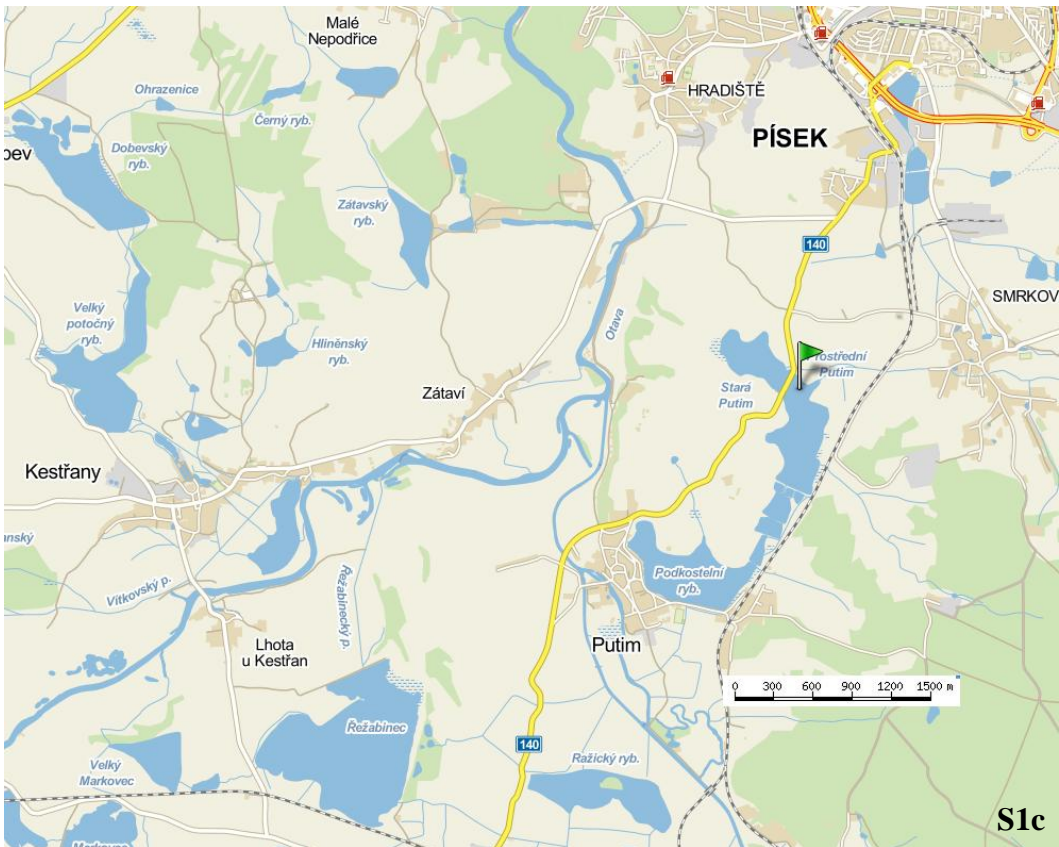 Malé
Nepodřice
HRADIŠTĚ
Ohrazenice
Černý ryb.
PÍSEK
Dobevský
ryb.
bev
Zátavský
ryb.
140
SMRKOV
Velký
potočný
ryb.
Otava
Hliněnský
ryb.
Prostřední
Putim
Stará
Putim
Zátaví
Kestřany
anský
Podkostelní
ryb.
Vítkovský p.
Řežabinecký p.
Lhota
u Kestřan
Putim
0 300 600 900 1200 1500 m
Řežabinec
140
Velký
Markovec
Ražický ryb.
S1c